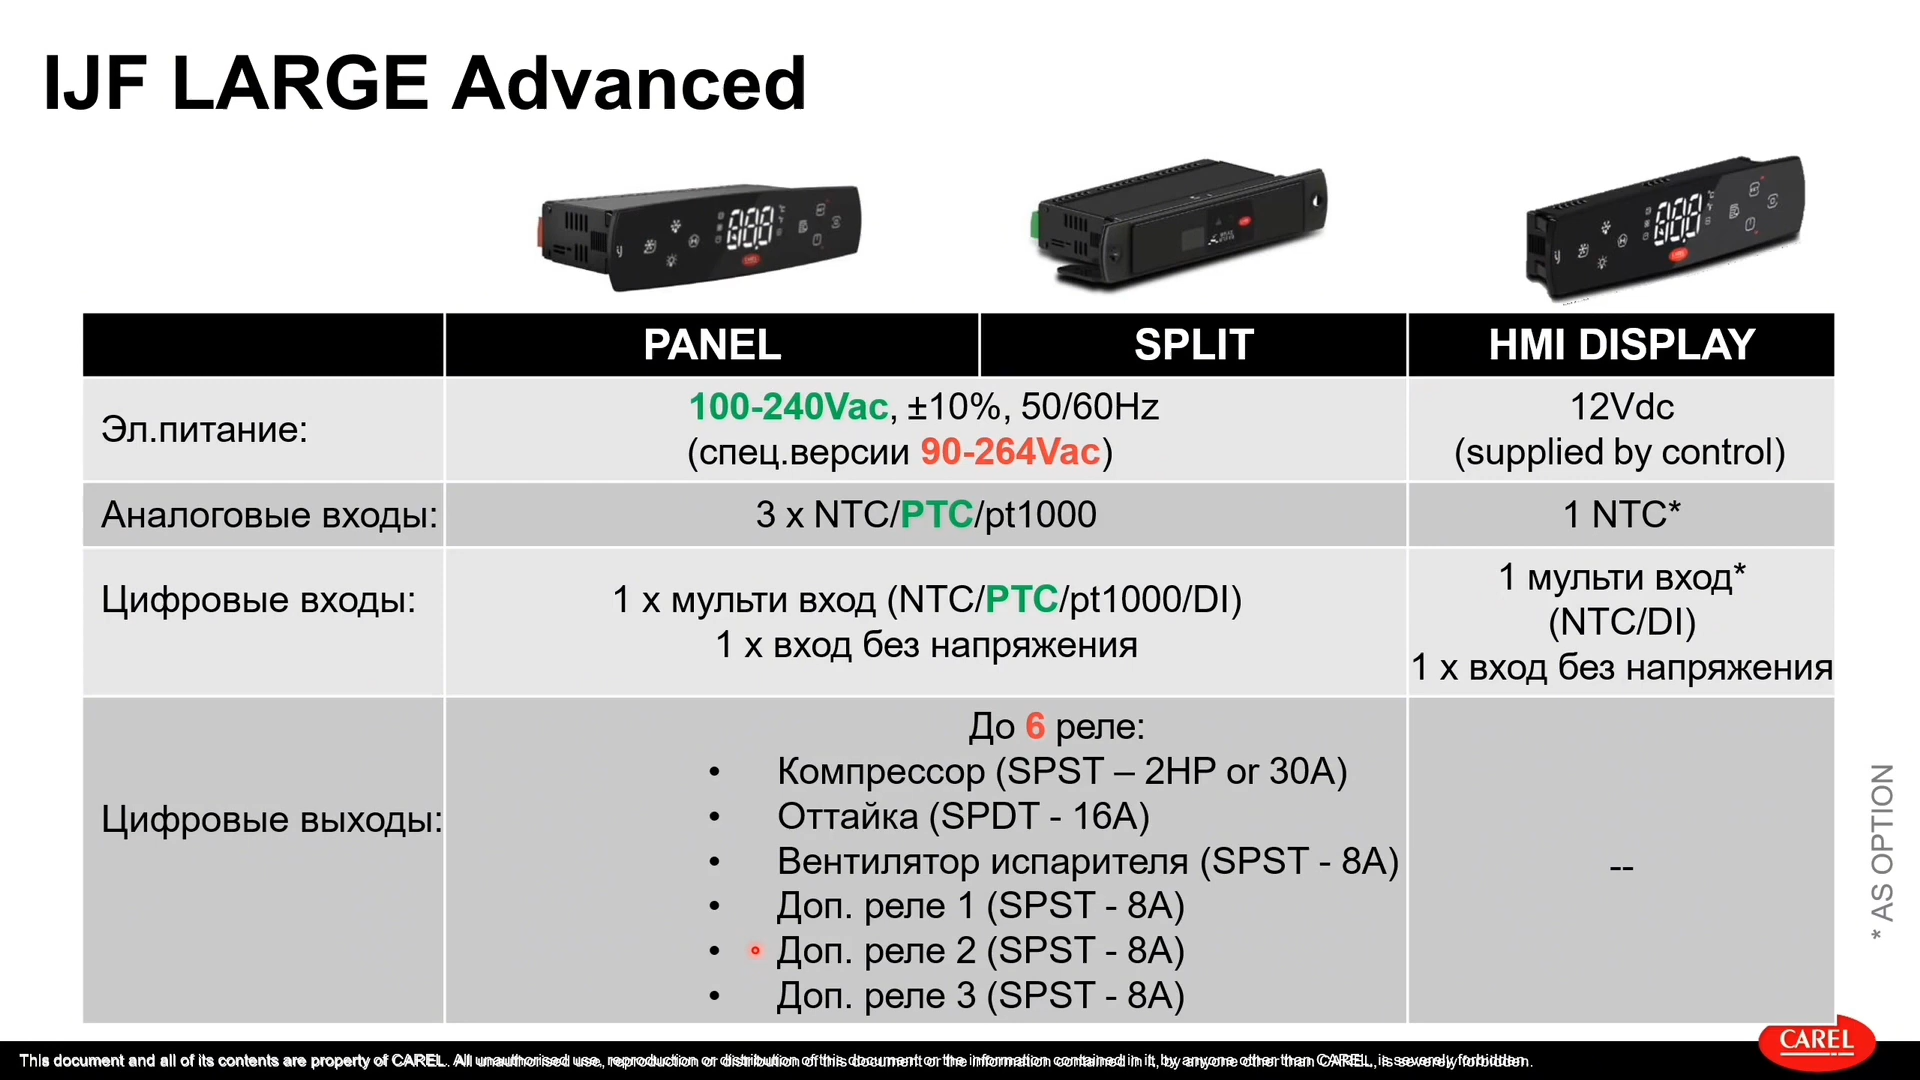 IJF LARGE Advanced
PANEL
SPLIT
HMI DISPLAY
Эл.питание:
100-240Vac, ±10%, 50/60Hz
(спец.версии 90-264Vac)
12Vdc
(supplied by control)
Аналоговые входы:
3 x NTC/PTC/pt1000
1 NTC*
Цифровые входы:
1 x мульти вход (NTC/PTC/pt1000/DI)
1 x вход без напряжения
1 мульти вход*
(NTC/DI)
1 x вход без напряжения
Цифровые выходы:
До 6 реле:
• Компрессор (SPST – 2HP or 30A)
• Оттайка (SPDT - 16A)
• Вентилятор испарителя (SPST - 8A)
• Доп. реле 1 (SPST - 8A)
• Доп. реле 2 (SPST - 8A)
• Доп. реле 3 (SPST - 8A)
--
* AS OPTION
CAREL
This document and all of its contents are property of CAREL. All unauthorised use, reproduction or distribution of this document or the information contained in it, by anyone other than CAREL, is severely forbidden.